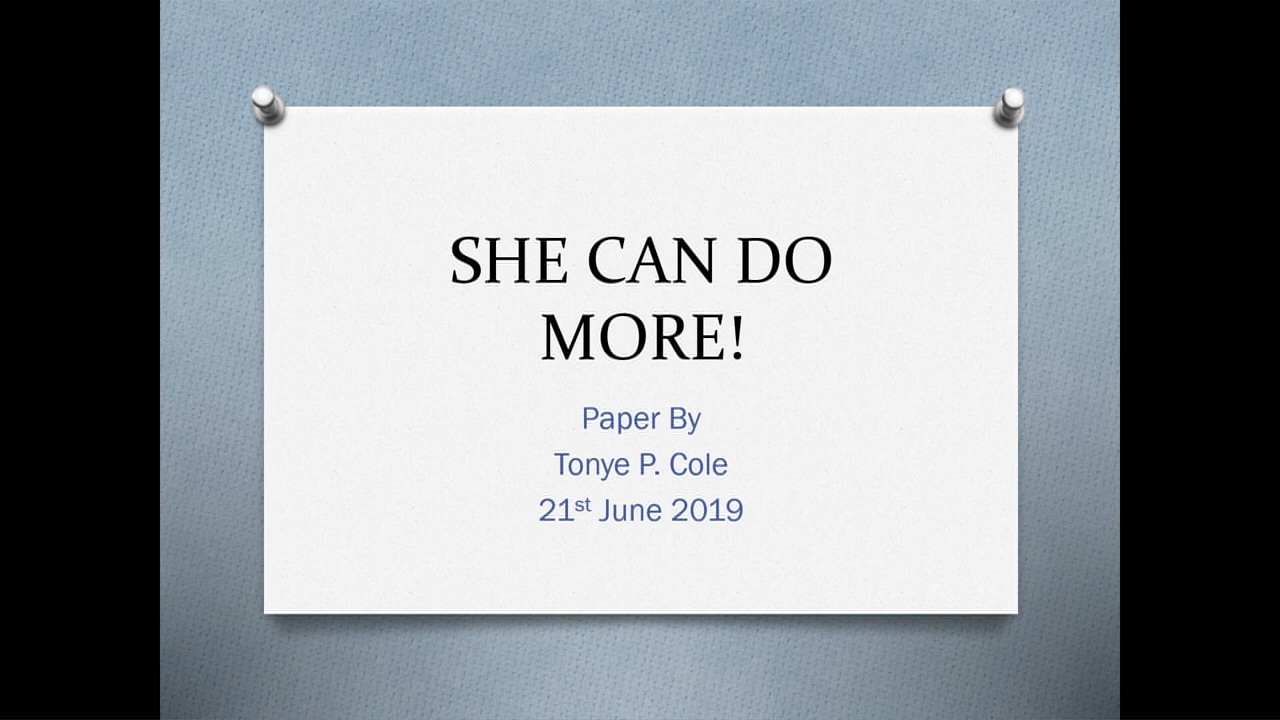 SHE CAN DO
MORE!
Paper By
Tonye P. Cole
21st June 2019